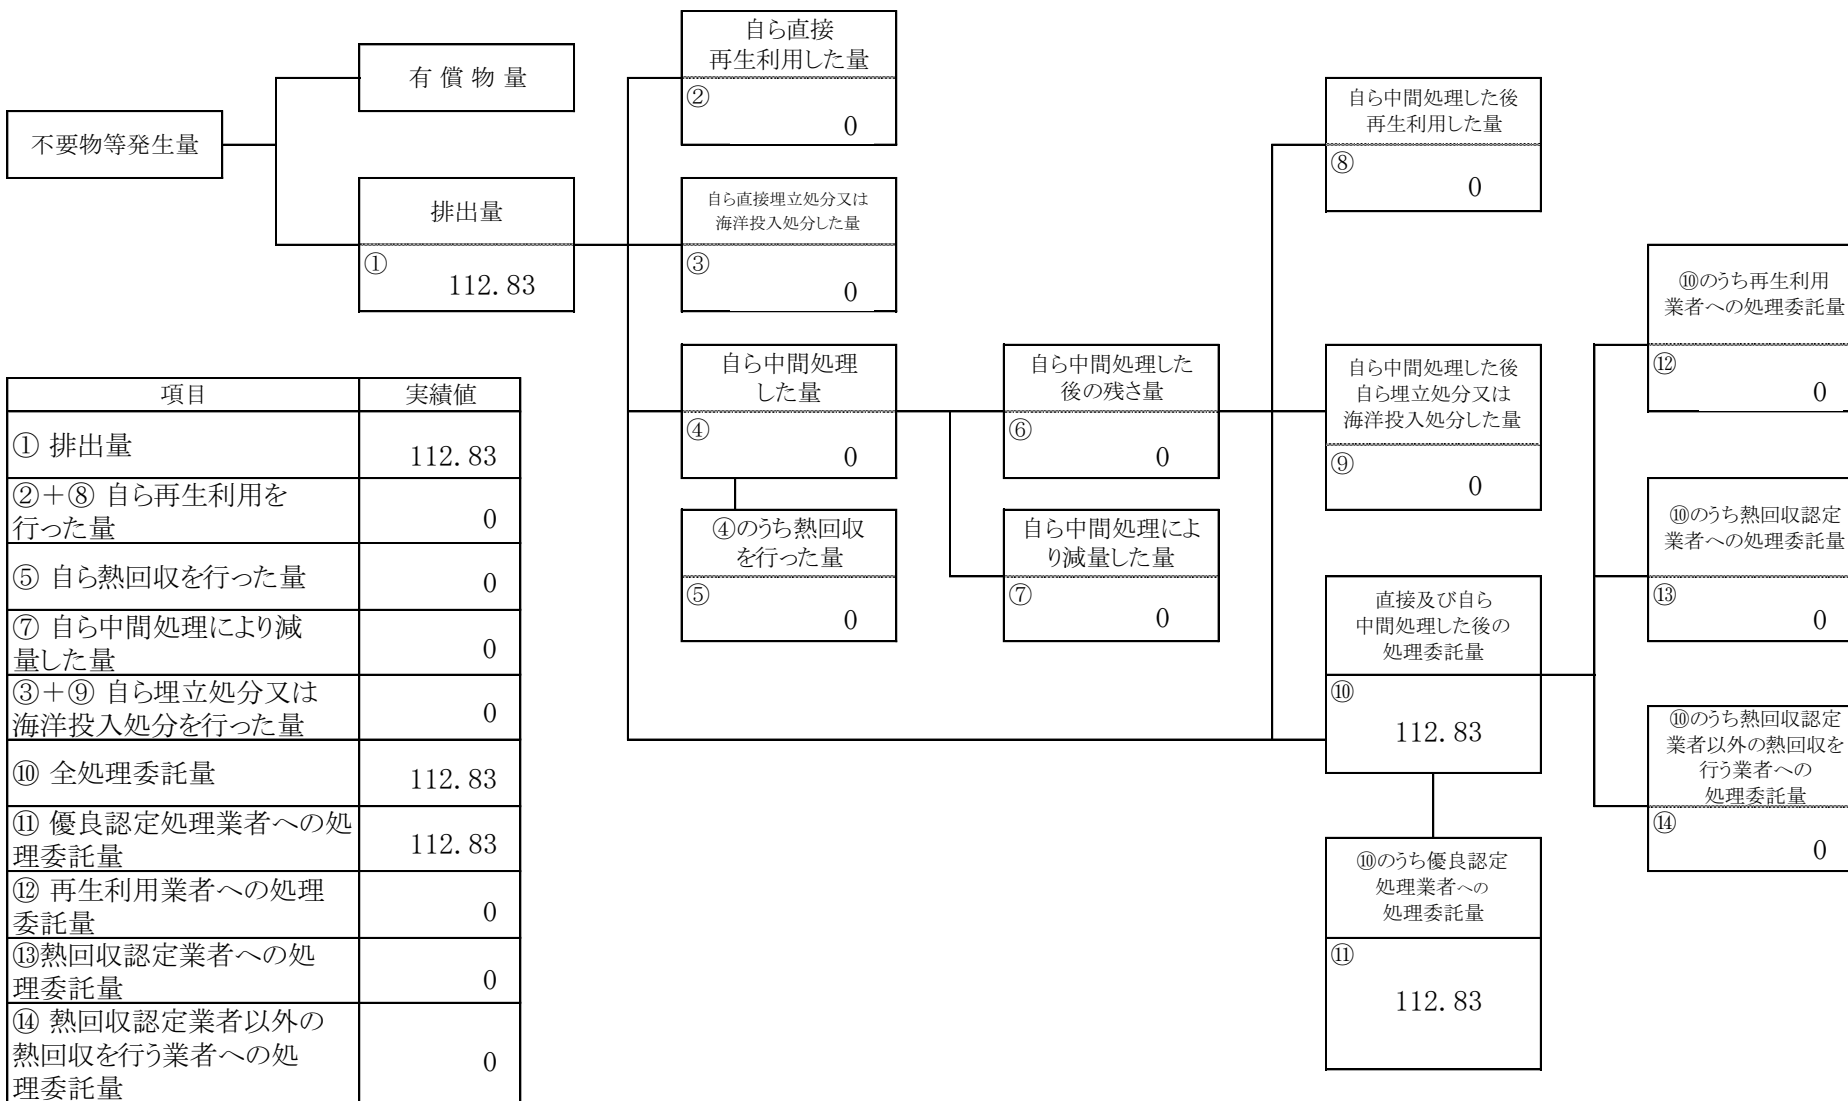 不要物等発生量
有償物量
排出量
①
112.83
自ら直接
再生利用した量
②
0
自ら直接埋立処分又は
海洋投入処分した量
③
0
自ら中間処理
した量
④
0
④のうち熱回収
を行った量
⑤
0
自ら中間処理した
後の残さ量
⑥
0
自ら中間処理によ
り減量した量
⑦
0
自ら中間処理した後
再生利用した量
⑧
0
自ら中間処理した後
自ら埋立処分又は
海洋投入処分した量
⑨
0
直接及び自ら
中間処理した後の
処理委託量
⑩
112.83
⑩のうち優良認定
処理業者への
処理委託量
⑪
112.83
⑩のうち再生利用
業者への処理委託量
⑫
0
⑩のうち熱回収認定
業者への処理委託量
⑬
0
⑩のうち熱回収認定
業者以外の熱回収を
行う業者への
処理委託量
⑭
0
項目 実績値
① 排出量 112.83
②＋⑧ 自ら再生利用を
行った量 0
⑤ 自ら熱回収を行った量 0
⑦ 自ら中間処理により減
量した量 0
③＋⑨ 自ら埋立処分又は
海洋投入処分を行った量 0
⑩ 全処理委託量 112.83
⑪ 優良認定処理業者への処
理委託量 112.83
⑫ 再生利用業者への処理
委託量 0
⑬熱回収認定業者への処
理委託量 0
⑭ 熱回収認定業者以外の
熱回収を行う業者への処
理委託量 0